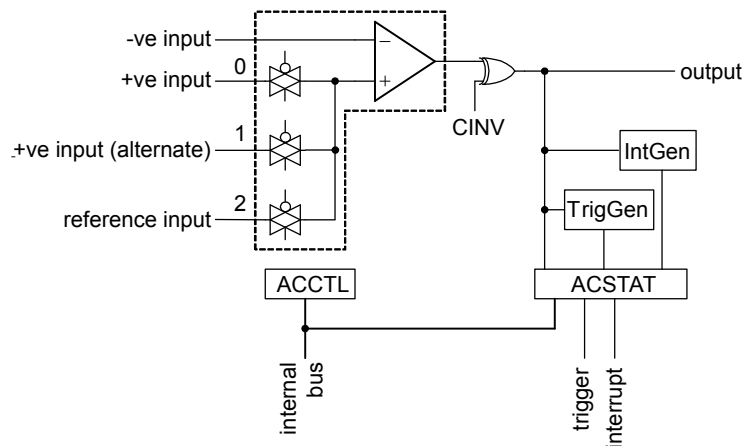 -ve input
+ve input
0
+ve input (alternate)
1
reference input
2
−
+
CINV
output
IntGen
TrigGen
ACCTL
ACSTAT
internal
bus
trigger
interrupt